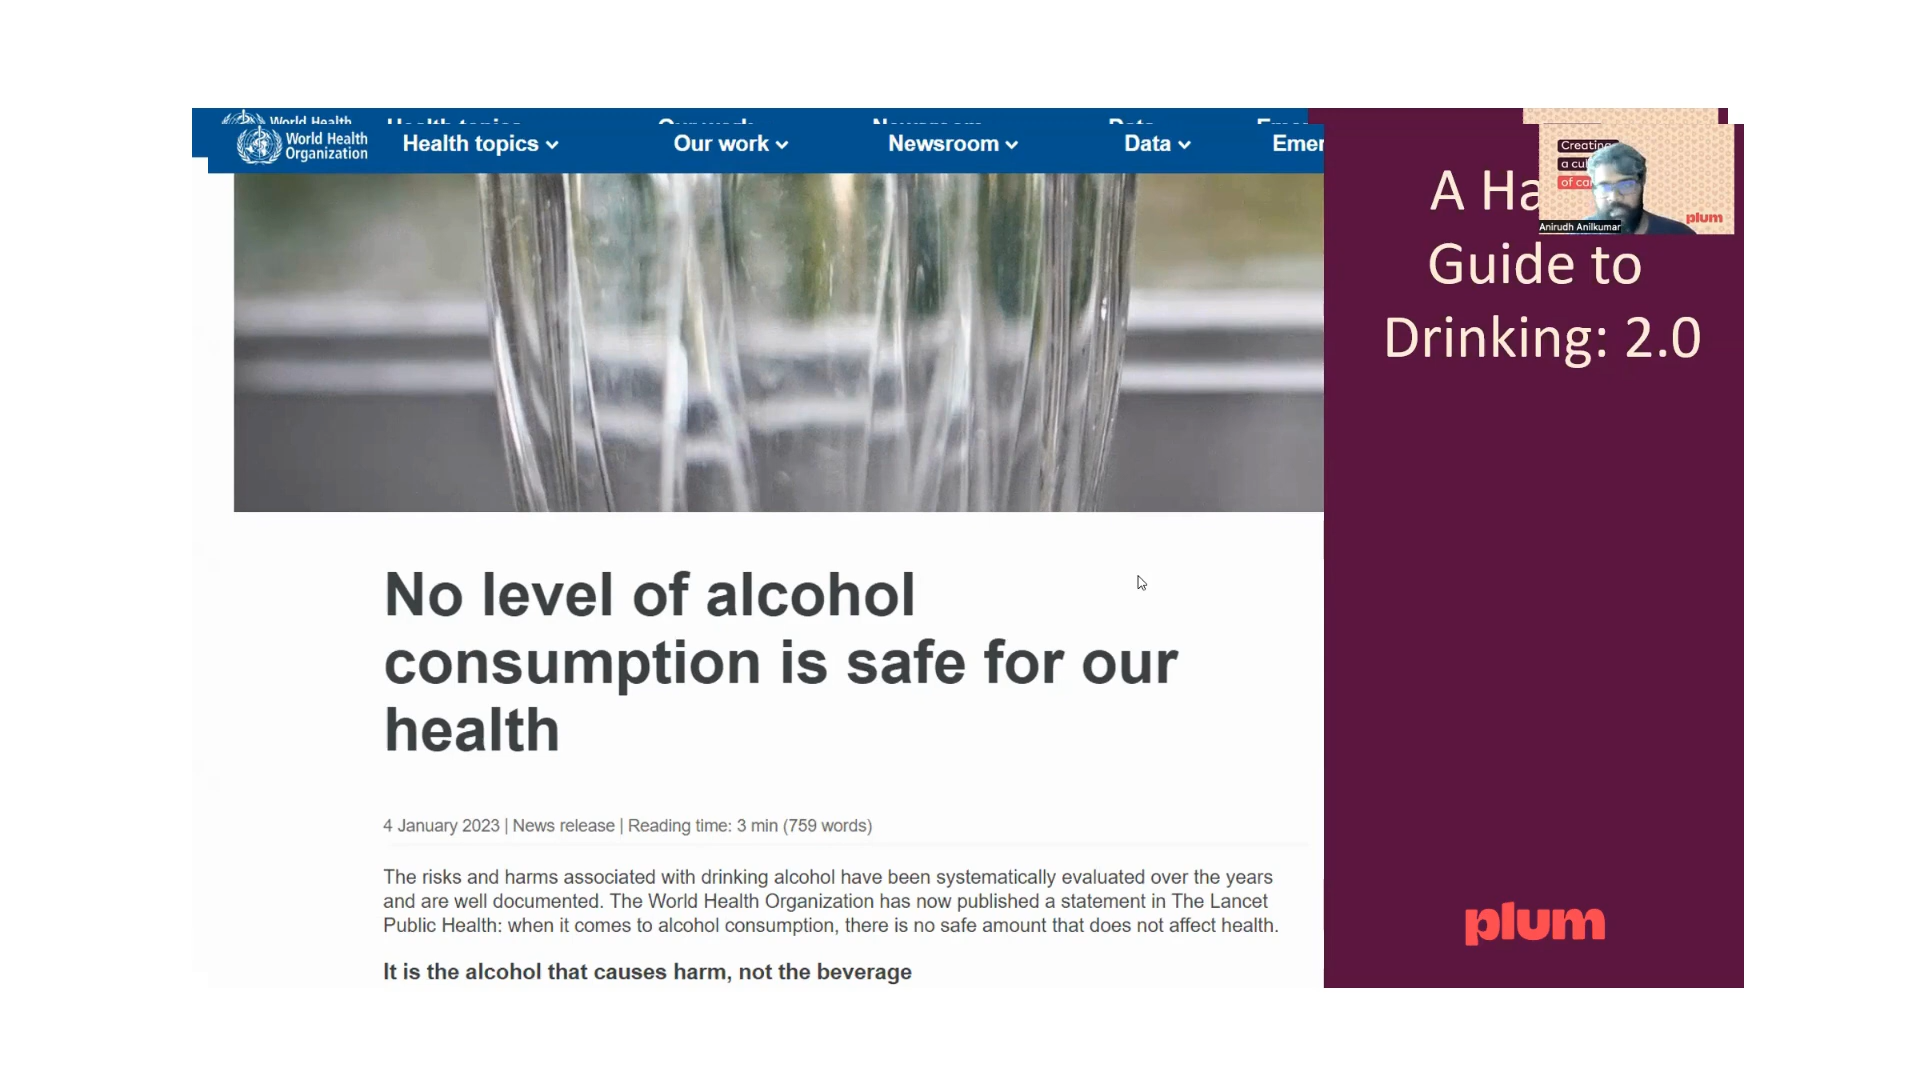 World Health
Organization
Health topics
Our work
Newsroom
Data
Emer
No level of alcohol
consumption is safe for our
health
4 January 2023 | News release | Reading time: 3 min (759 words)
The risks and harms associated with drinking alcohol have been systematically evaluated over the years
and are well documented. The World Health Organization has now published a statement in The Lancet
Public Health: when it comes to alcohol consumption, there is no safe amount that does not affect health.
It is the alcohol that causes harm, not the beverage
A Ha
Guide to
Drinking: 2.0
Creating
a cul
of car
plum
Anirudh Anilkumar
plum